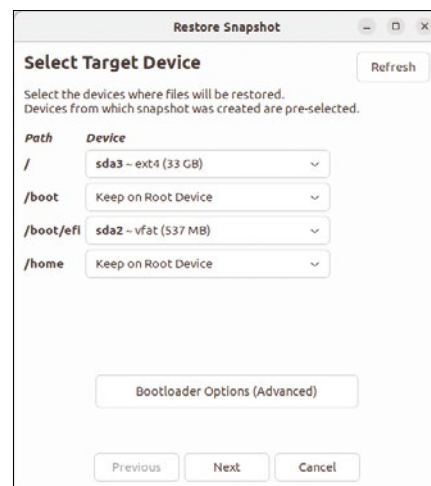 Restore Snapshot
Select Target Device
Refresh
Select the devices where files will be restored.
Devices from which snapshot was created are pre-selected.
Path Device
/ sda3 ~ ext4 (33 GB)
/boot Keep on Root Device
/boot/efi sda2 ~ vfat (537 MB)
/home Keep on Root Device
Bootloader Options (Advanced)
Previous Next Cancel